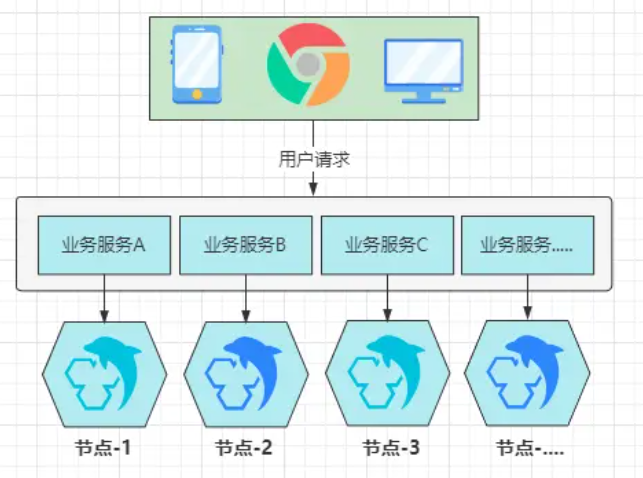 用户请求
业务服务A
业务服务B
业务服务C
业务服务.....
节点-1
节点-2
节点-3
节点-....